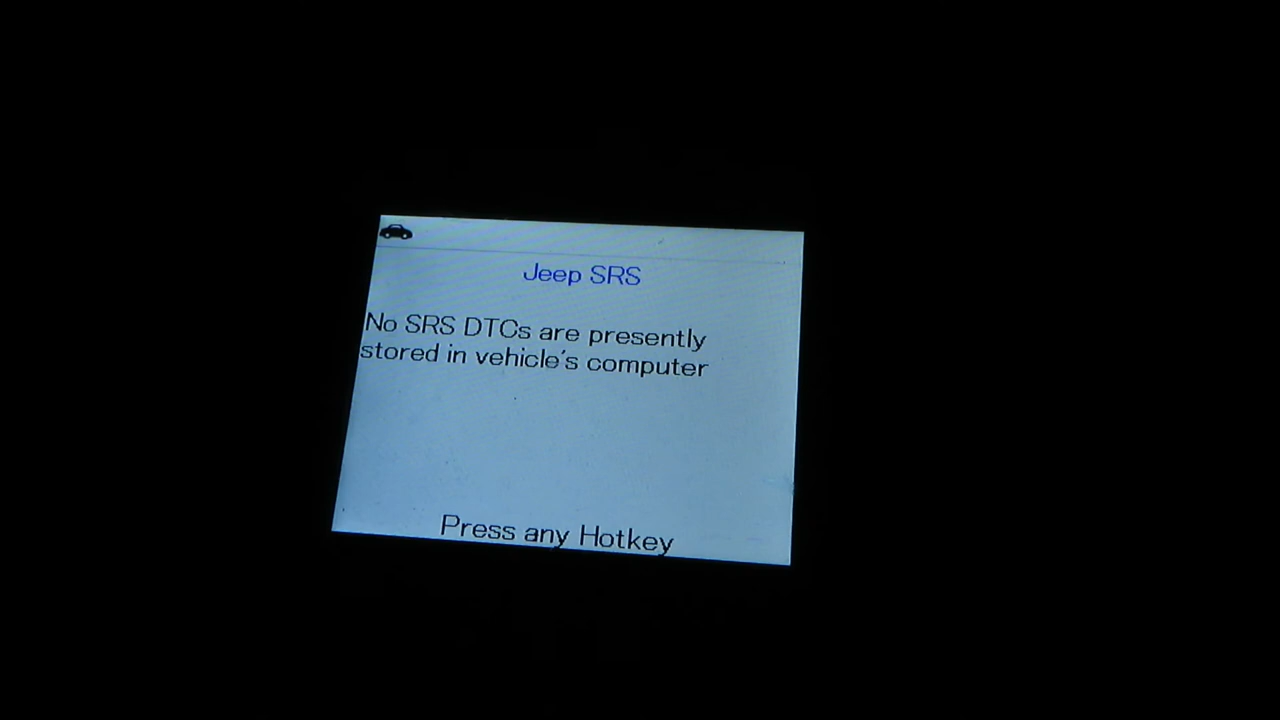 Jeep SRS
No SRS DTCs are presently
stored in vehicle's computer
Press any Hotkey